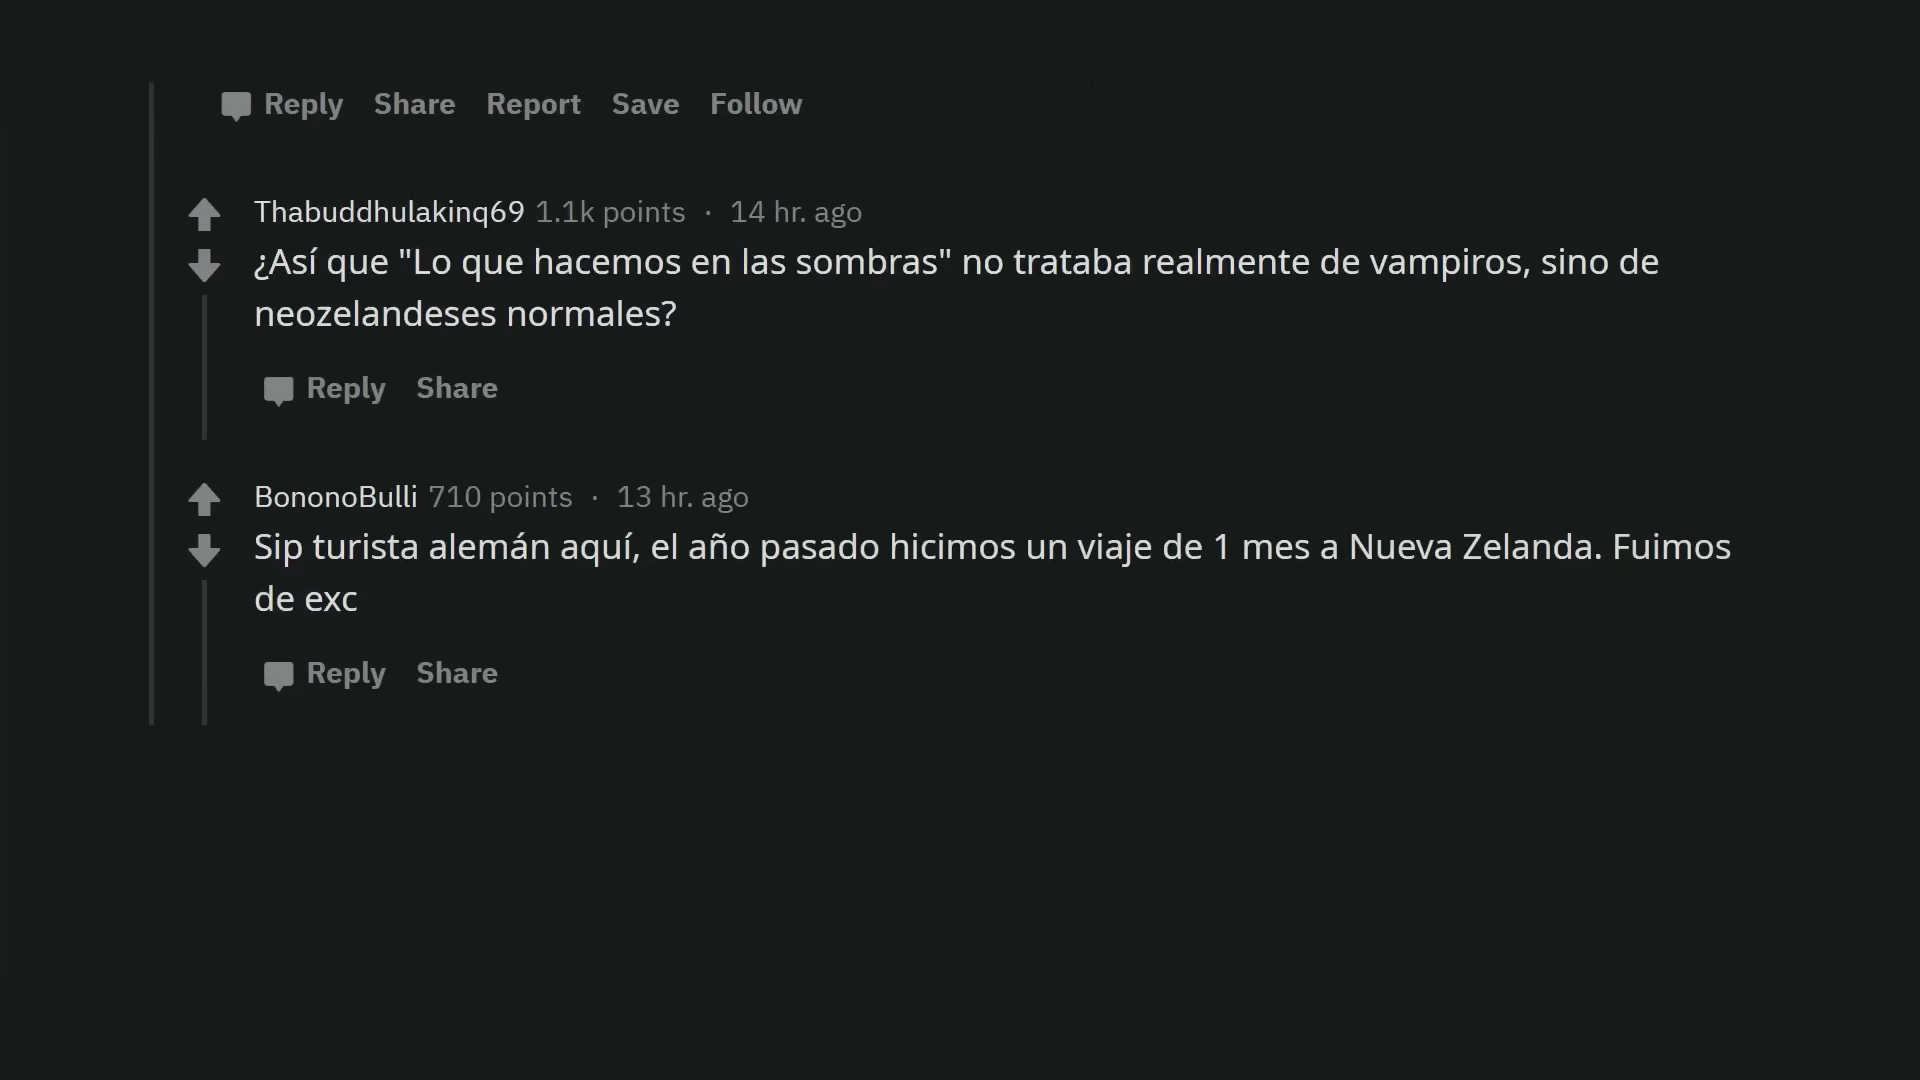 Reply Share Report Save Follow
Thabuddhulakinq69 1.1k points · 14 hr. ago
¿Así que "Lo que hacemos en las sombras" no trataba realmente de vampiros, sino de
neozelandeses normales?
Reply Share
BononoBulli 710 points · 13 hr. ago
Sip turista alemán aquí, el año pasado hicimos un viaje de 1 mes a Nueva Zelanda. Fuimos
de exc
Reply Share